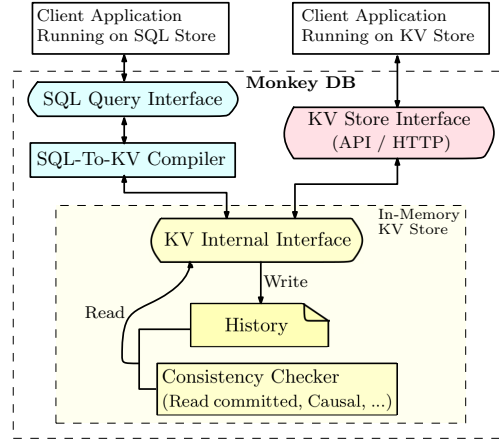 Client Application
Running on SQL Store
Client Application
Running on KV Store
Monkey DB
SQL Query Interface
KV Store Interface
(API / HTTP)
SQL-To-KV Compiler
In-Memory
KV Store
KV Internal Interface
Write
Read
History
Consistency Checker
(Read committed, Causal, ...)